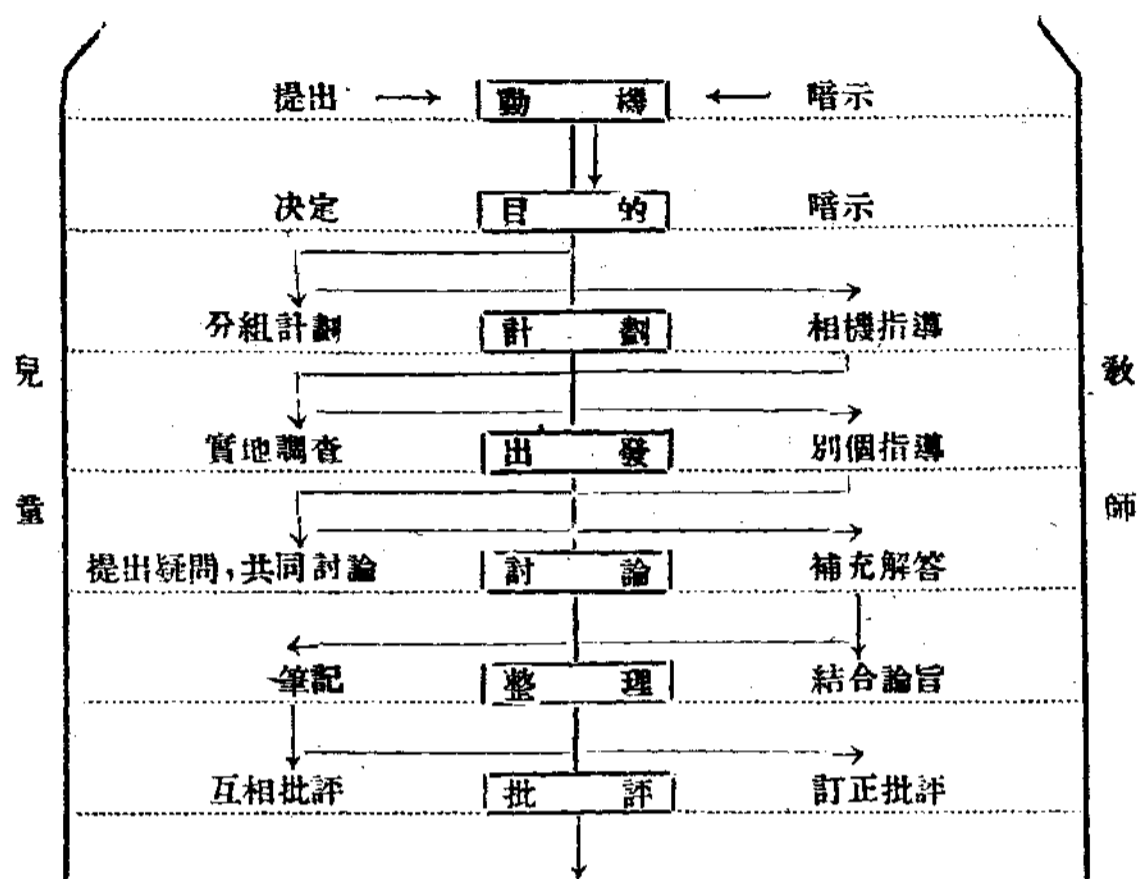 提出 動機 暗示
决定 目的 暗示
分組計劃 計劃 相機指導
兒童
教師
實地調查 出發 別個指導
提出疑問，共同討論 討論 補充解答
筆記 整理 結合論旨
互相批評 批評 訂正批評